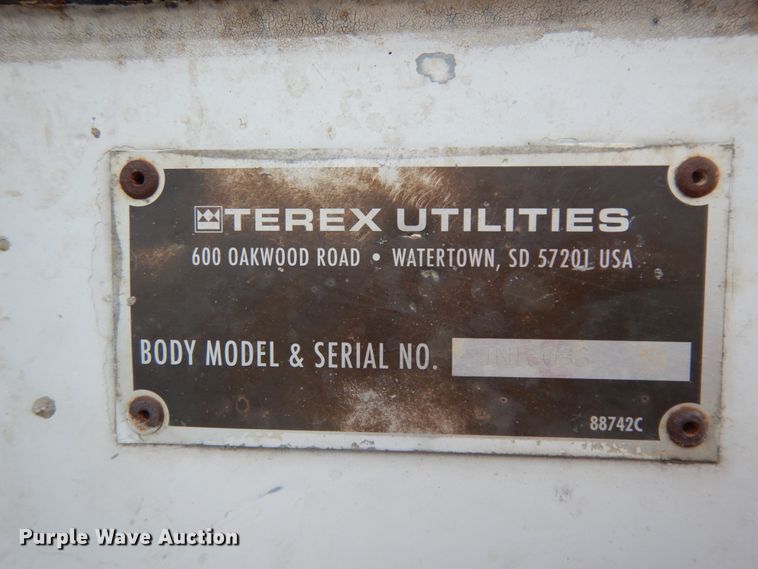 TEREX UTILITIES
600 OAKWOOD ROAD • WATERTOWN, SD 57201 USA
BODY MODEL & SERIAL NO.
88742C
Purple Wave Auction